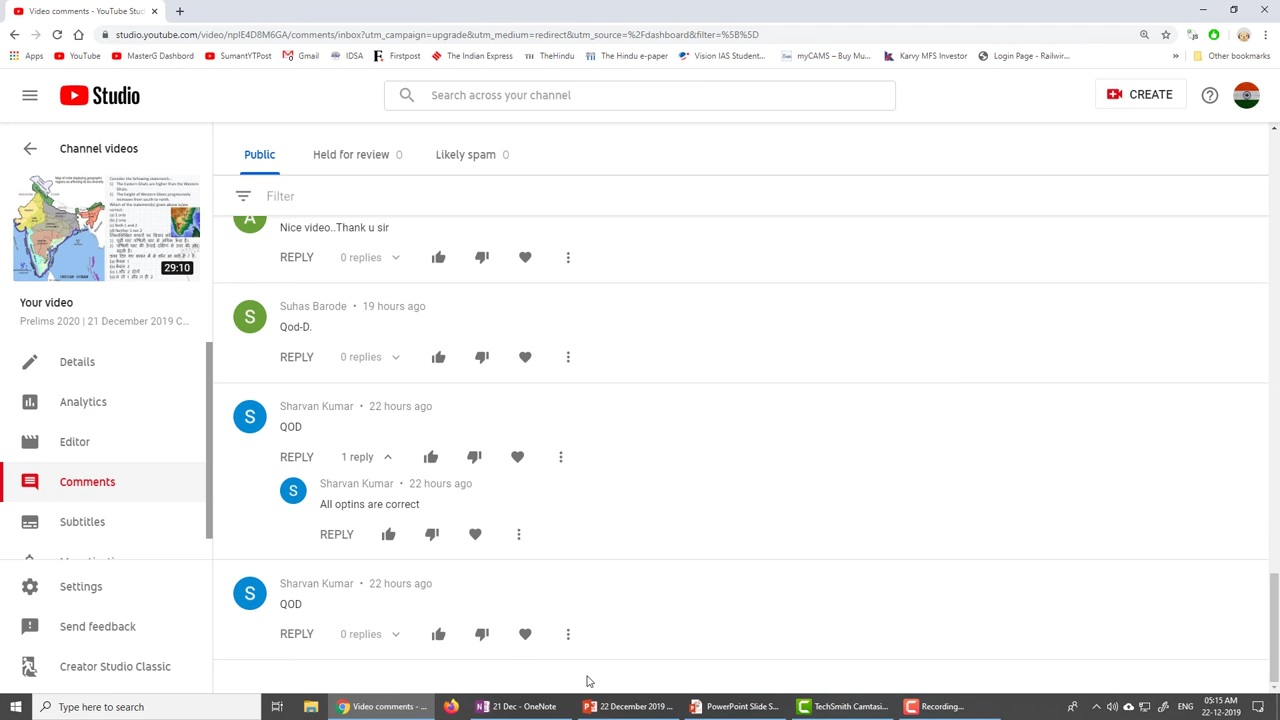 Video comments - YouTube Studio
studio.youtube.com/video/nplE4D8M6GA/comments/inbox?utm_campaign=upgrade&utm_medium=redirect&utm_source=%2Fdashboard&filter=%5B%5D
Apps YouTube MasterG Dashboard SumantYTPost Gmail IDSA Firstpost The Indian Express TheHindu The Hindu e-paper Vision IAS Student... myCAMS – Buy Mu... Karvy MFS Investor Login Page - Railwir... » Other bookmarks
Studio
Search across your channel
CREATE
Channel videos
Public
Held for review 0
Likely spam 0
Filter
29:10
Your video
Prelims 2020 | 21 December 2019 C...
Details
Analytics
Editor
Comments
Subtitles
Settings
Send feedback
Creator Studio Classic
A
Nice video..Thank u sir
REPLY 0 replies
S
Suhas Barode • 19 hours ago
Qod-D.
REPLY 0 replies
S
Sharvan Kumar • 22 hours ago
QOD
REPLY 1 reply
S
Sharvan Kumar • 22 hours ago
All optins are correct
REPLY
S
Sharvan Kumar • 22 hours ago
QOD
REPLY 0 replies
Type here to search
Video comments - ...
21 Dec - OneNote
22 December 2019 ...
PowerPoint Slide S...
TechSmith Camtasi...
Recording...
ENG
05:15 AM
22-12-2019